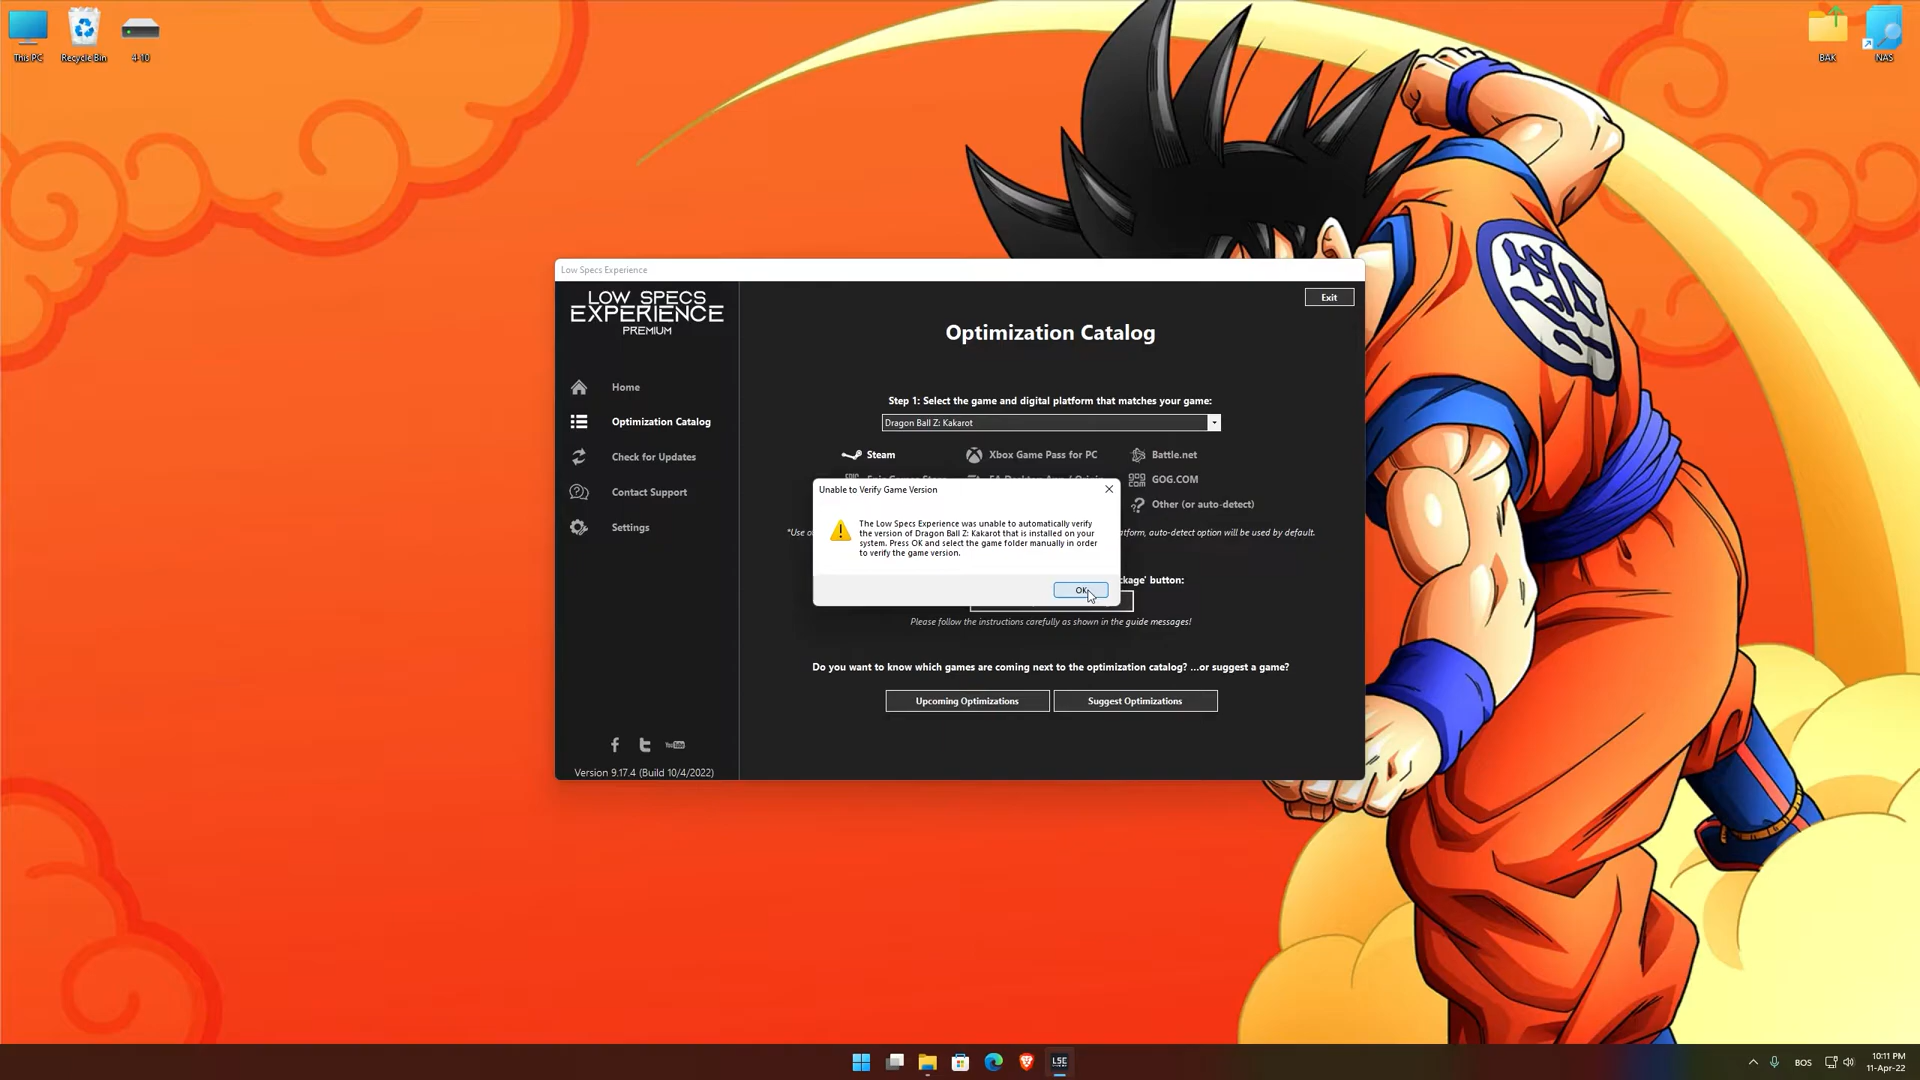 This PC
Recycle Bin
4-10
BAK
NAS
Low Specs Experience
LOW SPECS
EXPERIENCE
PREMIUM
Exit
Optimization Catalog
Home
Optimization Catalog
Check for Updates
Contact Support
Settings
Step 1: Select the game and digital platform that matches your game:
Dragon Ball Z: Kakarot
Steam
Xbox Game Pass for PC
Battle.net
GOG.COM
Other (or auto-detect)
atform, auto-detect option will be used by default.
Unable to Verify Game Version
The Low Specs Experience was unable to automatically verify
the version of Dragon Ball Z: Kakarot that is installed on your
system. Press OK and select the game folder manually in order
to verify the game version.
OK
ckage' button:
Please follow the instructions carefully as shown in the guide messages!
Do you want to know which games are coming next to the optimization catalog? ...or suggest a game?
Upcoming Optimizations
Suggest Optimizations
YouTube
Version 9.17.4 (Build 10/4/2022)
LSE
BOS
10:11 PM
11-Apr-22